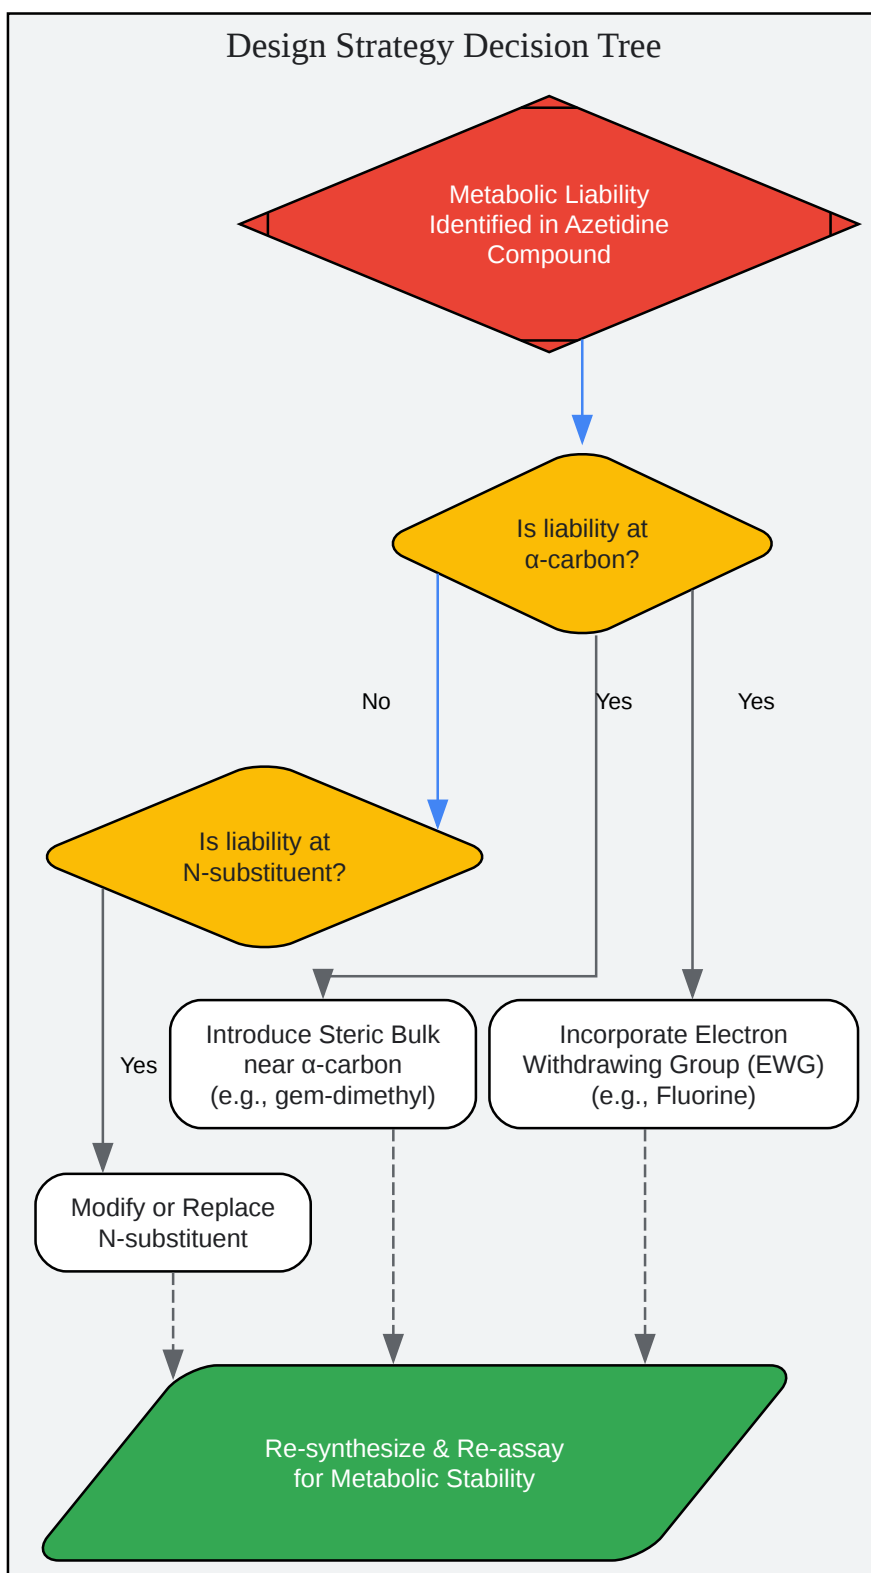 Design Strategy Decision Tree
Metabolic Liability
Identified in Azetidine
Compound
Is liability at
α-carbon?
No
Yes
Yes
Is liability at
N-substituent?
Introduce Steric Bulk
near α-carbon
(e.g., gem-dimethyl)
Incorporate Electron
Withdrawing Group (EWG)
(e.g., Fluorine)
Yes
Modify or Replace
N-substituent
Re-synthesize & Re-assay
for Metabolic Stability